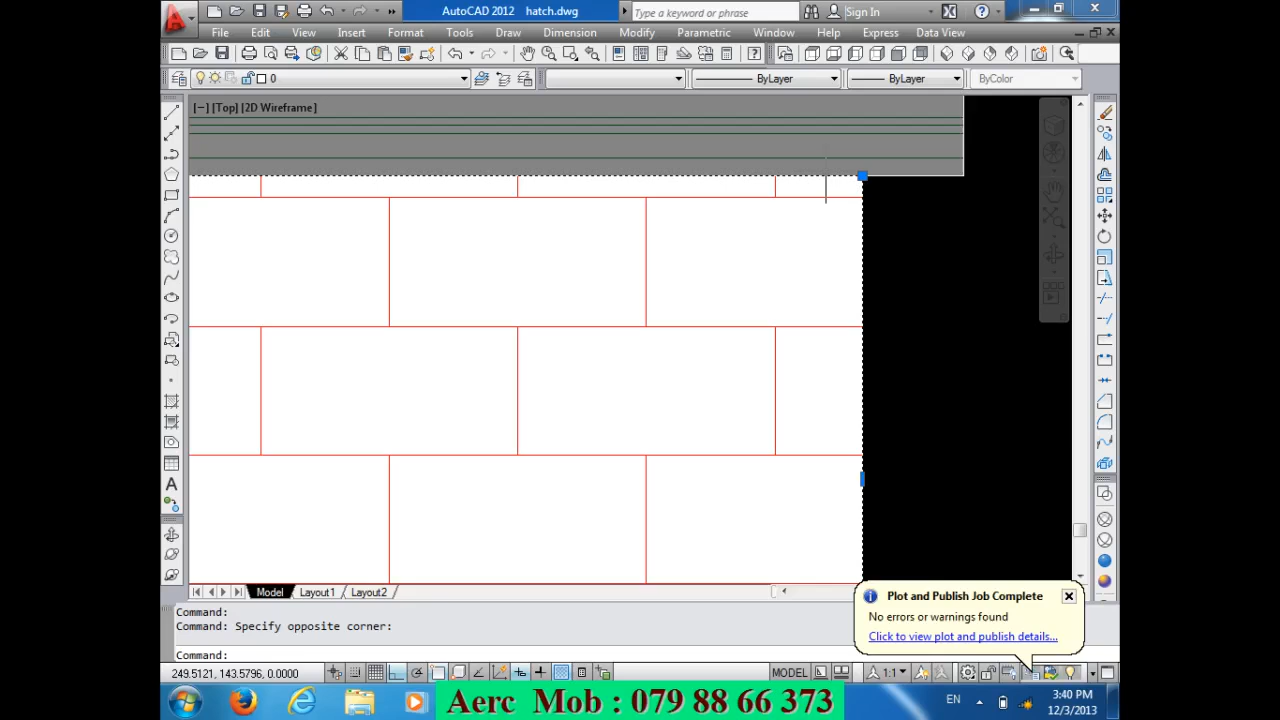 AutoCAD 2012 hatch.dwg
Type a keyword or phrase
Sign In
File Edit View Insert Format Tools Draw Dimension Modify Parametric Window Help Express Data View
0
ByLayer
ByLayer
ByColor
[−] [Top] [2D Wireframe]
Model Layout1 Layout2
Command:
Command: Specify opposite corner:
Command:
Plot and Publish Job Complete
No errors or warnings found
Click to view plot and publish details...
249.5121, 143.5796, 0.0000
MODEL
1:1
Aerc Mob : 079 88 66 373
EN
3:40 PM
12/3/2013